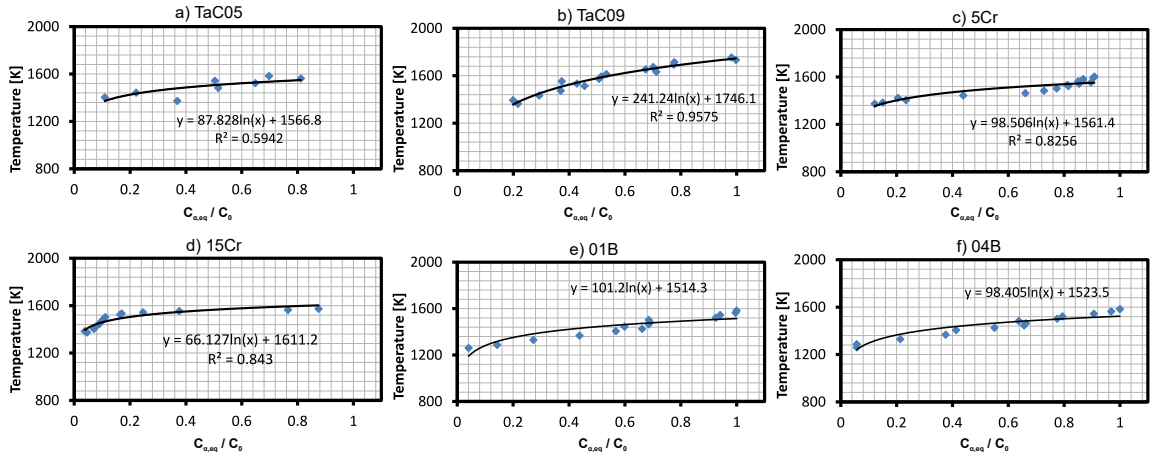 a) TaC05
Temperature [K]
2000
1600
1200
800
y = 87.828ln(x) + 1566.8
R² = 0.5942
0 0.2 0.4 0.6 0.8 1
Cα,eq / C0
b) TaC09
Temperature [K]
2000
1600
1200
800
y = 241.24ln(x) + 1746.1
R² = 0.9575
0 0.2 0.4 0.6 0.8 1
Cα,eq / C0
c) 5Cr
Temperature [K]
2000
1600
1200
800
y = 98.506ln(x) + 1561.4
R² = 0.8256
0 0.2 0.4 0.6 0.8 1
Cα,eq / C0
d) 15Cr
Temperature [K]
2000
1600
1200
800
y = 66.127ln(x) + 1611.2
R² = 0.843
0 0.2 0.4 0.6 0.8 1
Cα,eq / C0
e) 01B
Temperature [K]
2000
1600
1200
800
y = 101.2ln(x) + 1514.3
0 0.2 0.4 0.6 0.8 1
Cα,eq / C0
f) 04B
Temperature [K]
2000
1600
1200
800
y = 98.405ln(x) + 1523.5
0 0.2 0.4 0.6 0.8 1
Cα,eq / C0